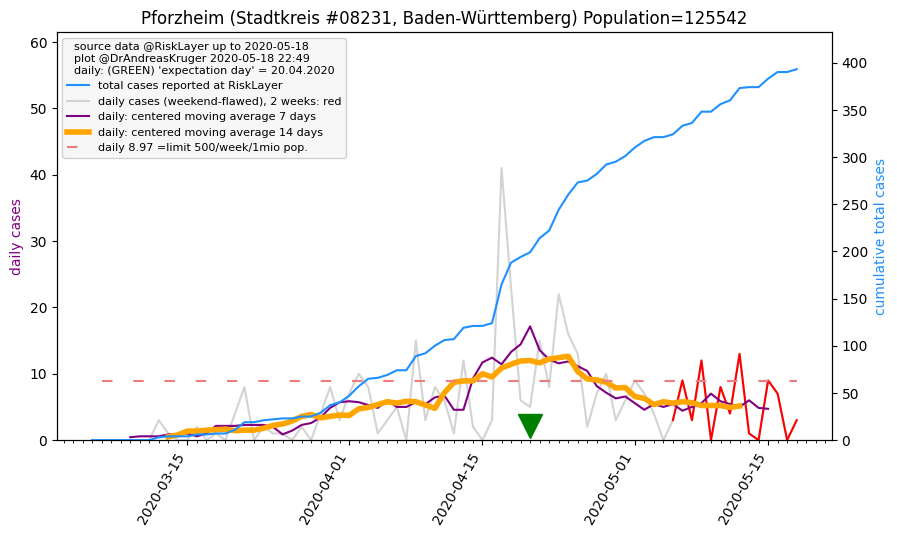 Pforzheim (Stadtkreis #08231, Baden-Württemberg) Population=125542
source data @RiskLayer up to 2020-05-18
plot @DrAndreasKruger 2020-05-18 22:49
daily: (GREEN) 'expectation day' = 20.04.2020
total cases reported at RiskLayer
daily cases (weekend-flawed), 2 weeks: red
daily: centered moving average 7 days
daily: centered moving average 14 days
daily 8.97 =limit 500/week/1mio pop.
daily cases
60
50
40
30
20
10
0
cumulative total cases
400
350
300
250
200
150
100
50
0
2020-03-15
2020-04-01
2020-04-15
2020-05-01
2020-05-15